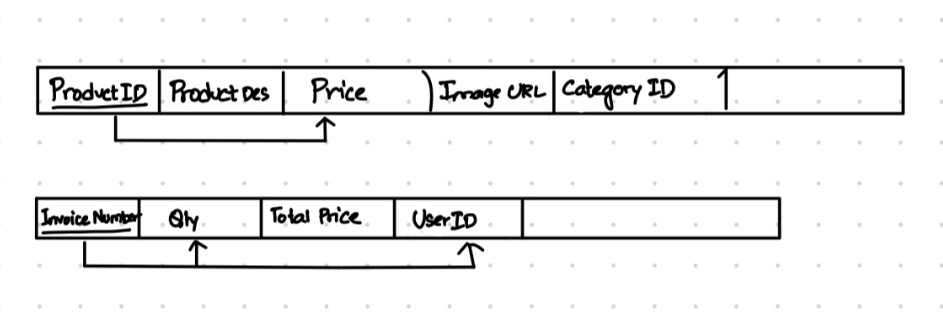 ProductID Product Des Price Image URL Category ID
Invoice Number Qty Total Price UserID